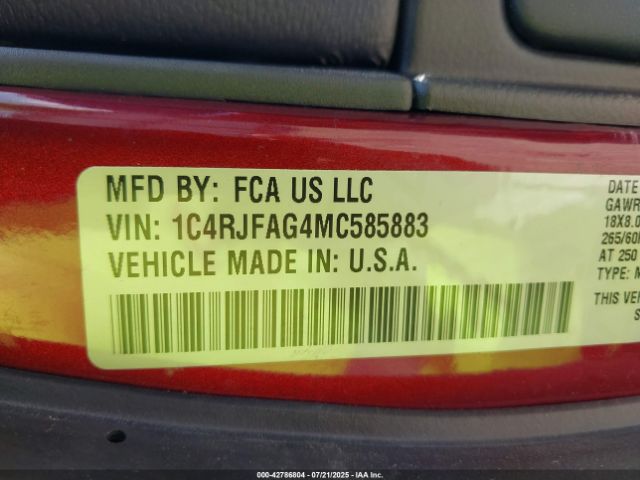 MFD BY: FCA US LLC
VIN: 1C4RJFAG4MC585883
VEHICLE MADE IN: U.S.A.
DATE
GAWR
18X8.0
265/60
AT 250
TYPE: M
THIS VE
S
000-42786804 | 07/21/2025 | IAA, Inc.